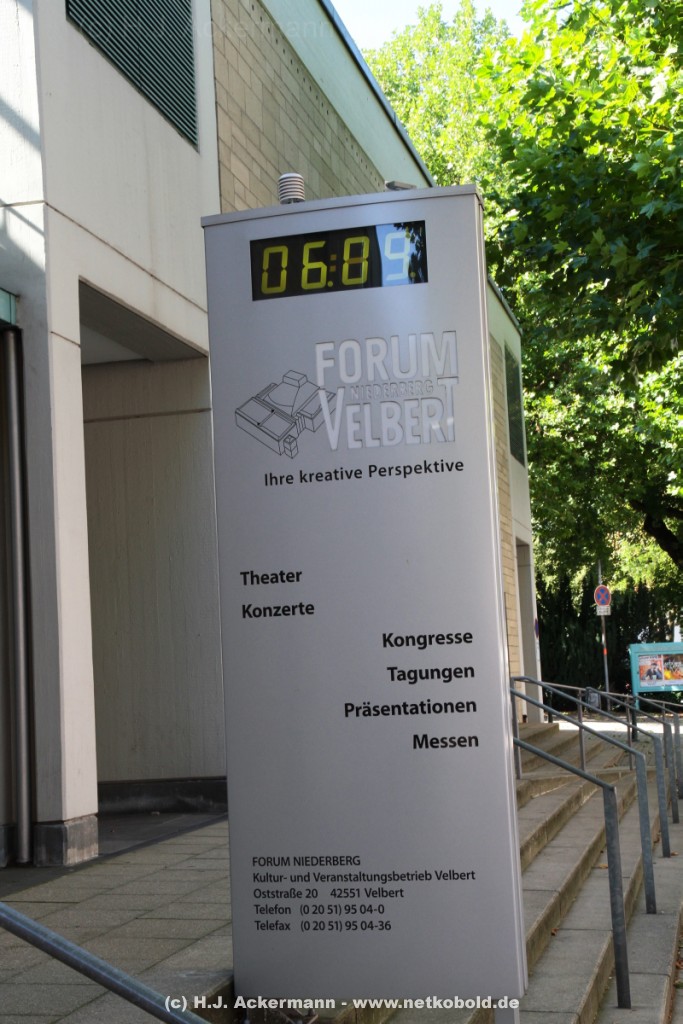 06:09
FORUM
NIEDERBERG
VELBERT
Ihre kreative Perspektive
Theater
Konzerte
Kongresse
Tagungen
Präsentationen
Messen
FORUM NIEDERBERG
Kultur- und Veranstaltungsbetrieb Velbert
Oststraße 20 42551 Velbert
Telefon (0 20 51) 95 04-0
Telefax (0 20 51) 95 04-36
(c) H.J. Ackermann - www.netkobold.de